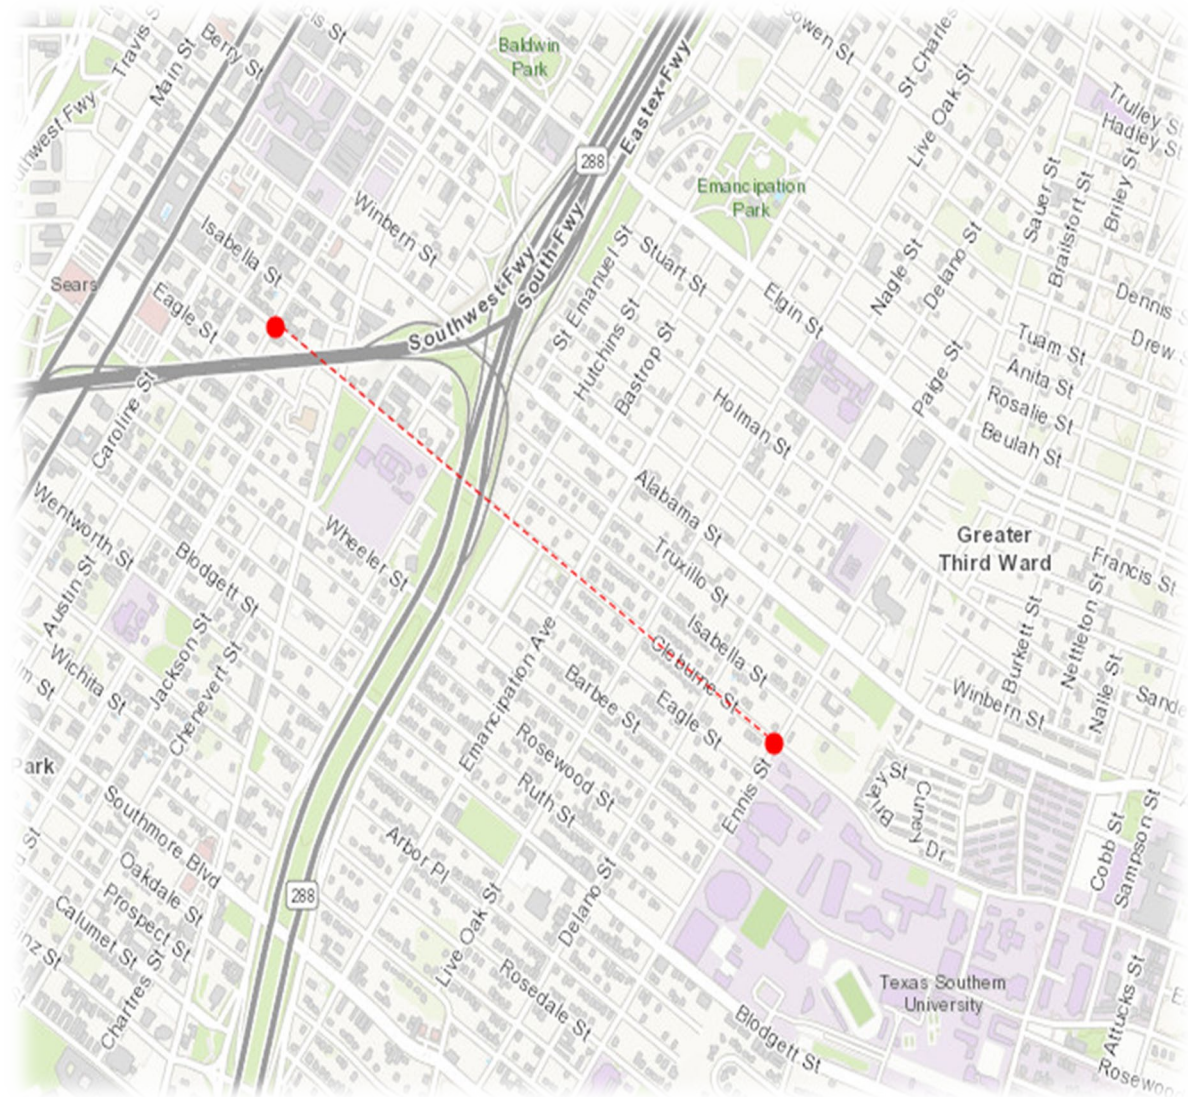 Travis St
Main St
Berry St
Baldwin
Park
Eastex Fwy
Bowen St
St Charles
Live Oak St
Trulley St
Hadley St
288
Emancipation
Park
Sauer St
Brailsfort St
Briley St
Winbern St
Isabella St
Sears
Eagle St
Southwest Fwy
South Fwy
St Emanuel St
Stuart St
Hutchins St
Bastrop St
Elgin St
Nagle St
Delano St
Dennis
Drew
Tuam St
Anita St
Rosalie St
Beulah St
Paige St
Holman St
Caroline St
Alabama St
Truxillo St
Greater
Third Ward
Francis St
Wentworth St
Blodgett St
Wheeler St
Austin St
Wichita St
Jackson St
Chenevert St
Emancipation Ave
Isabella St
Cleburne St
Barbee St
Eagle St
Burkett St
Nettleton St
Nalle St
Winbern St
Rosewood St
Ruth St
Ennis St
Briley St
Cuney Dr
Cobb St
Sampson St
Park
Southmore Blvd
Oakdale St
Prospect St
Calumet St
Chartres St
288
Arbor Pl
Live Oak St
Delano St
Rosedale St
Blodgett St
Texas Southern
University
Attucks St